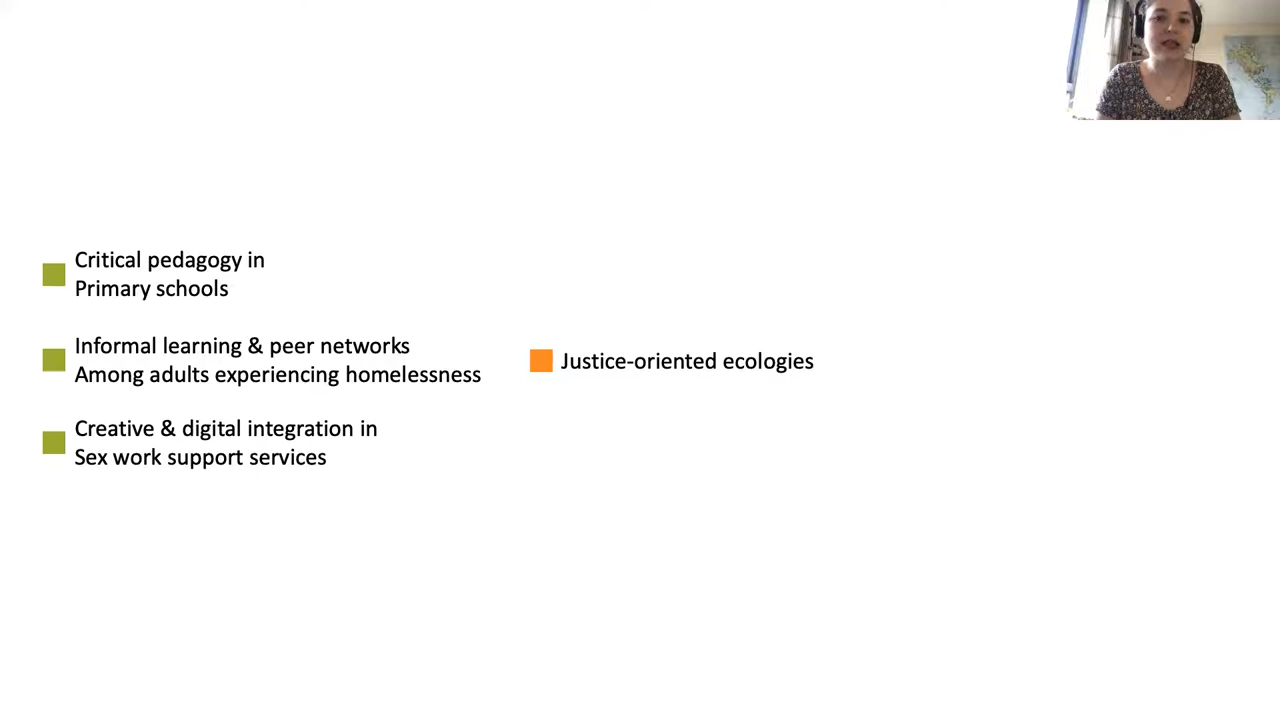 Critical pedagogy in
Primary schools
Informal learning & peer networks
Among adults experiencing homelessness
Justice-oriented ecologies
Creative & digital integration in
Sex work support services